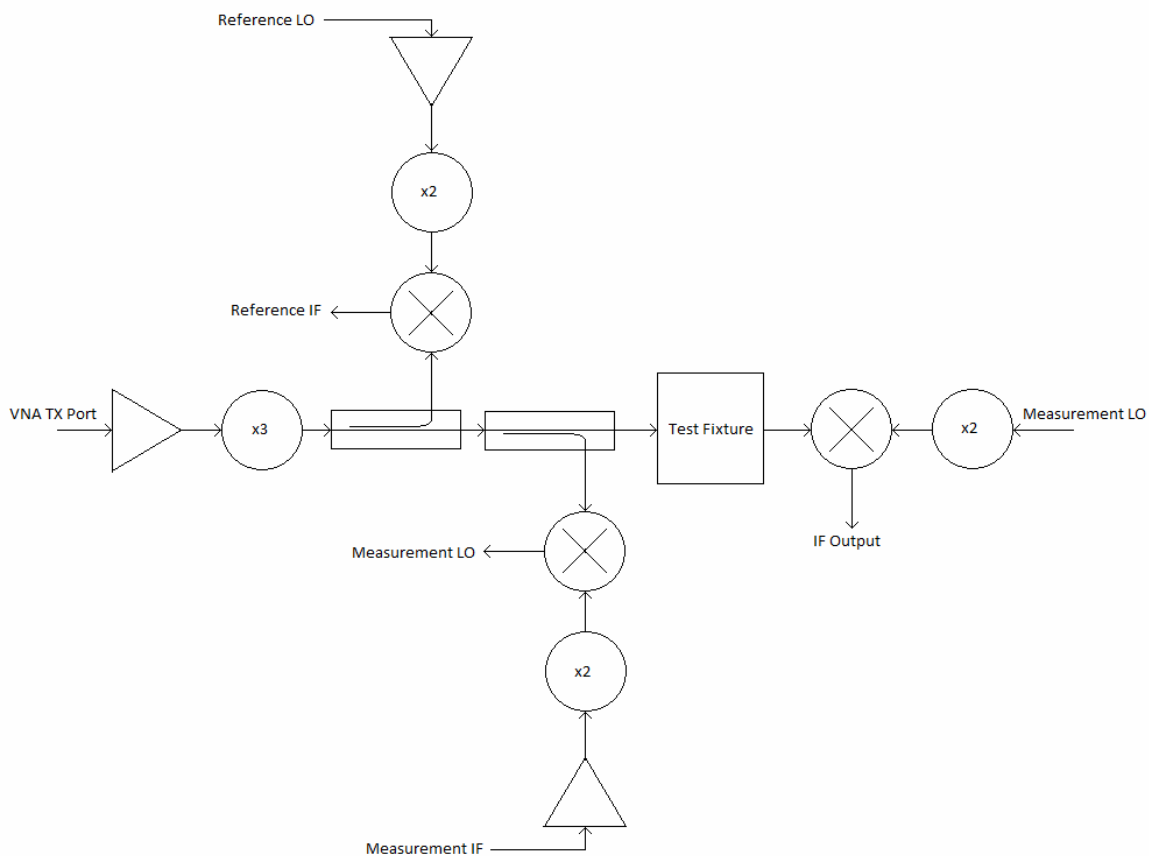 Reference LO
x2
Reference IF
VNA TX Port
x3
Test Fixture
x2
Measurement LO
IF Output
Measurement LO
x2
Measurement IF